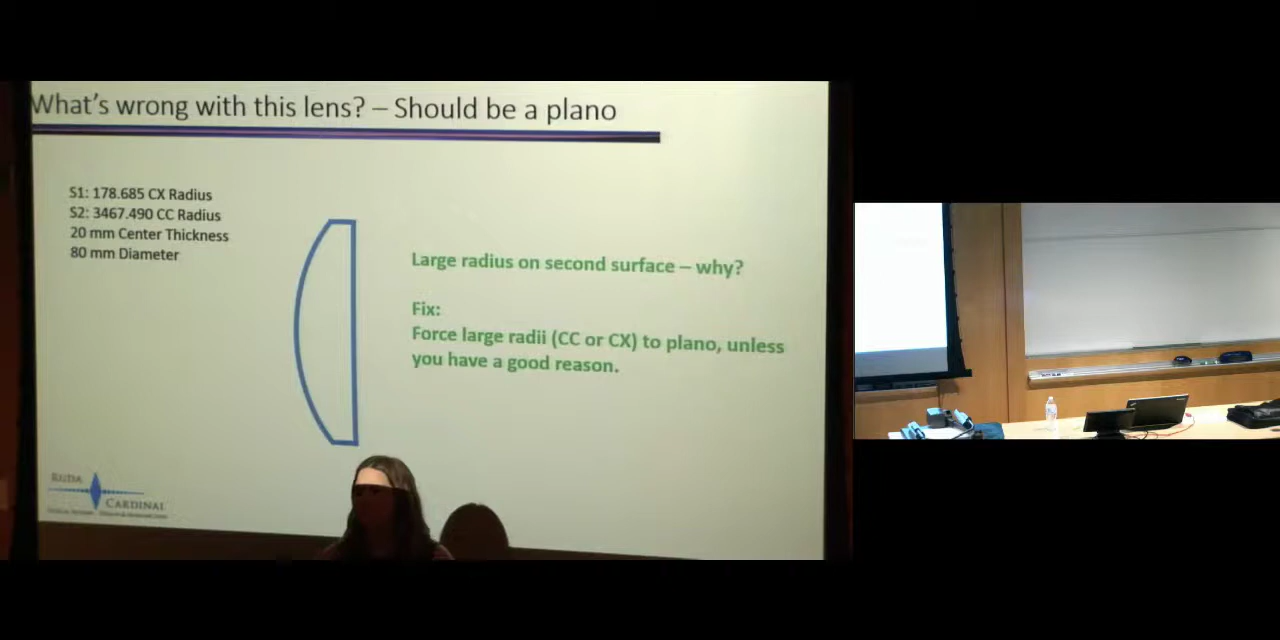 What's wrong with this lens? – Should be a plano
S1: 178.685 CX Radius
S2: 3467.490 CC Radius
20 mm Center Thickness
80 mm Diameter
Large radius on second surface – why?
Fix:
Force large radii (CC or CX) to plano, unless
you have a good reason.
RUDA
CARDINAL